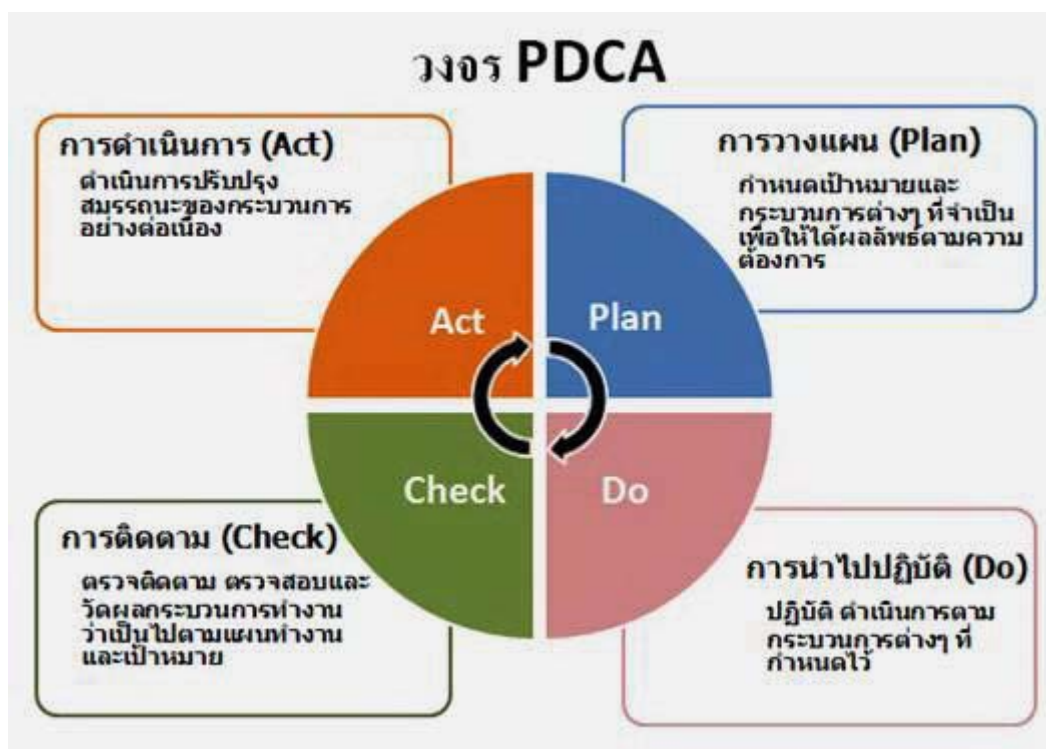 วงจร PDCA
การดำเนินการ (Act)
ดำเนินการปรับปรุง
สมรรถนะของกระบวนการ
อย่างต่อเนื่อง
การวางแผน (Plan)
กำหนดเป้าหมายและ
กระบวนการต่างๆ ที่จำเป็น
เพื่อให้ได้ผลลัพธ์ตามความ
ต้องการ
Act
Plan
Check
Do
การติดตาม (Check)
ตรวจติดตาม ตรวจสอบและ
วัดผลกระบวนการทำงาน
ว่าเป็นไปตามแผนทำงาน
และเป้าหมาย
การนำไปปฏิบัติ (Do)
ปฏิบัติ ดำเนินการตาม
กระบวนการต่างๆ ที่
กำหนดไว้